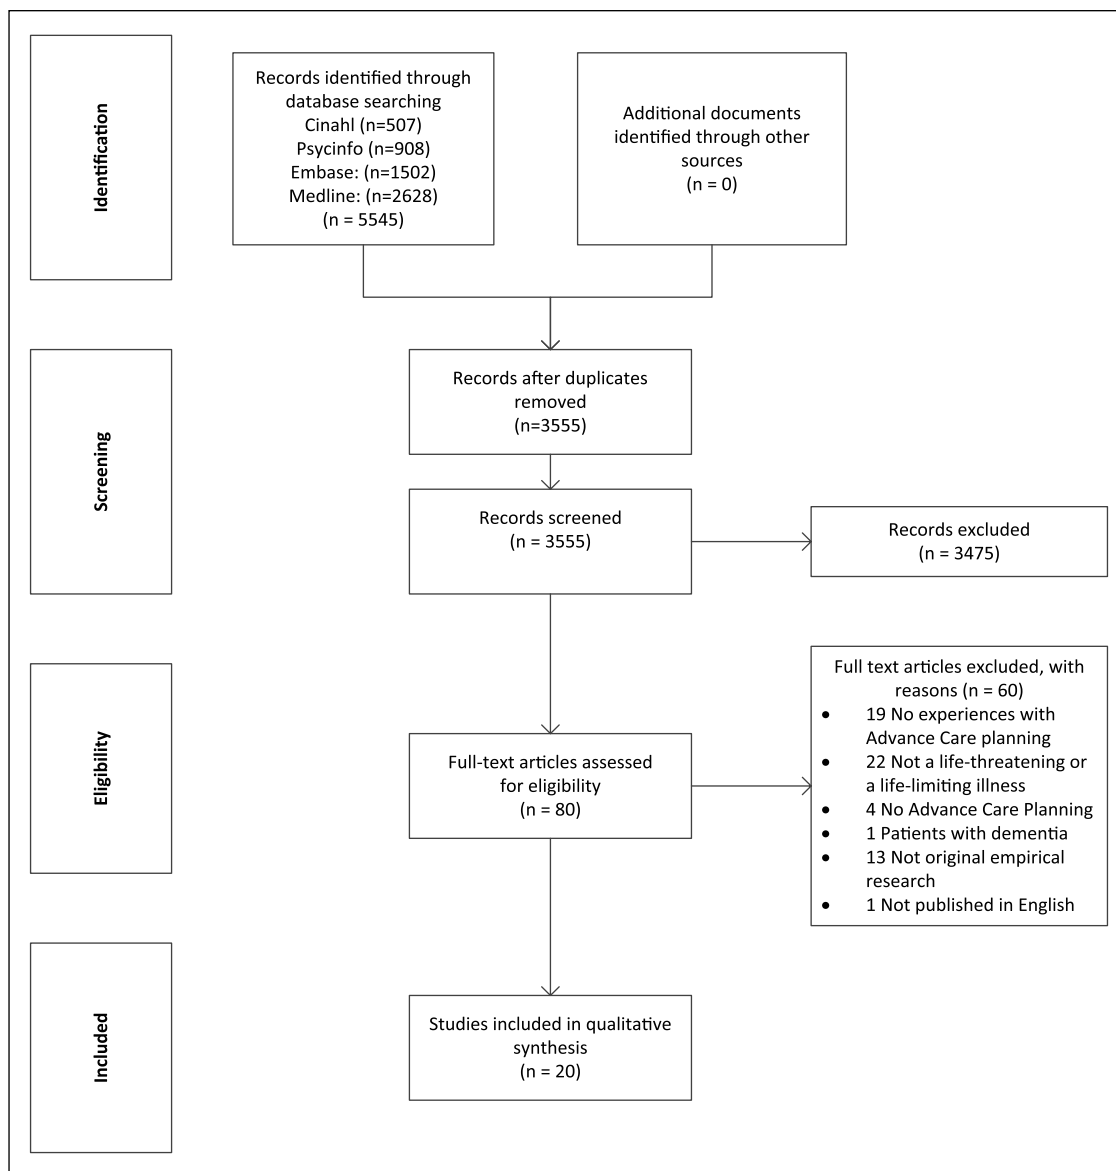 Identification
Records identified through
database searching
Cinahl (n=507)
Psycinfo (n=908)
Embase: (n=1502)
Medline: (n=2628)
(n = 5545)
Additional documents
identified through other
sources
(n = 0)
Screening
Records after duplicates
removed
(n=3555)
Records screened
(n = 3555)
Records excluded
(n = 3475)
Eligibility
Full-text articles assessed
for eligibility
(n = 80)
Full text articles excluded, with
reasons (n = 60)
• 19 No experiences with
Advance Care planning
• 22 Not a life-threatening or
a life-limiting illness
• 4 No Advance Care Planning
• 1 Patients with dementia
• 13 Not original empirical
research
• 1 Not published in English
Included
Studies included in qualitative
synthesis
(n = 20)